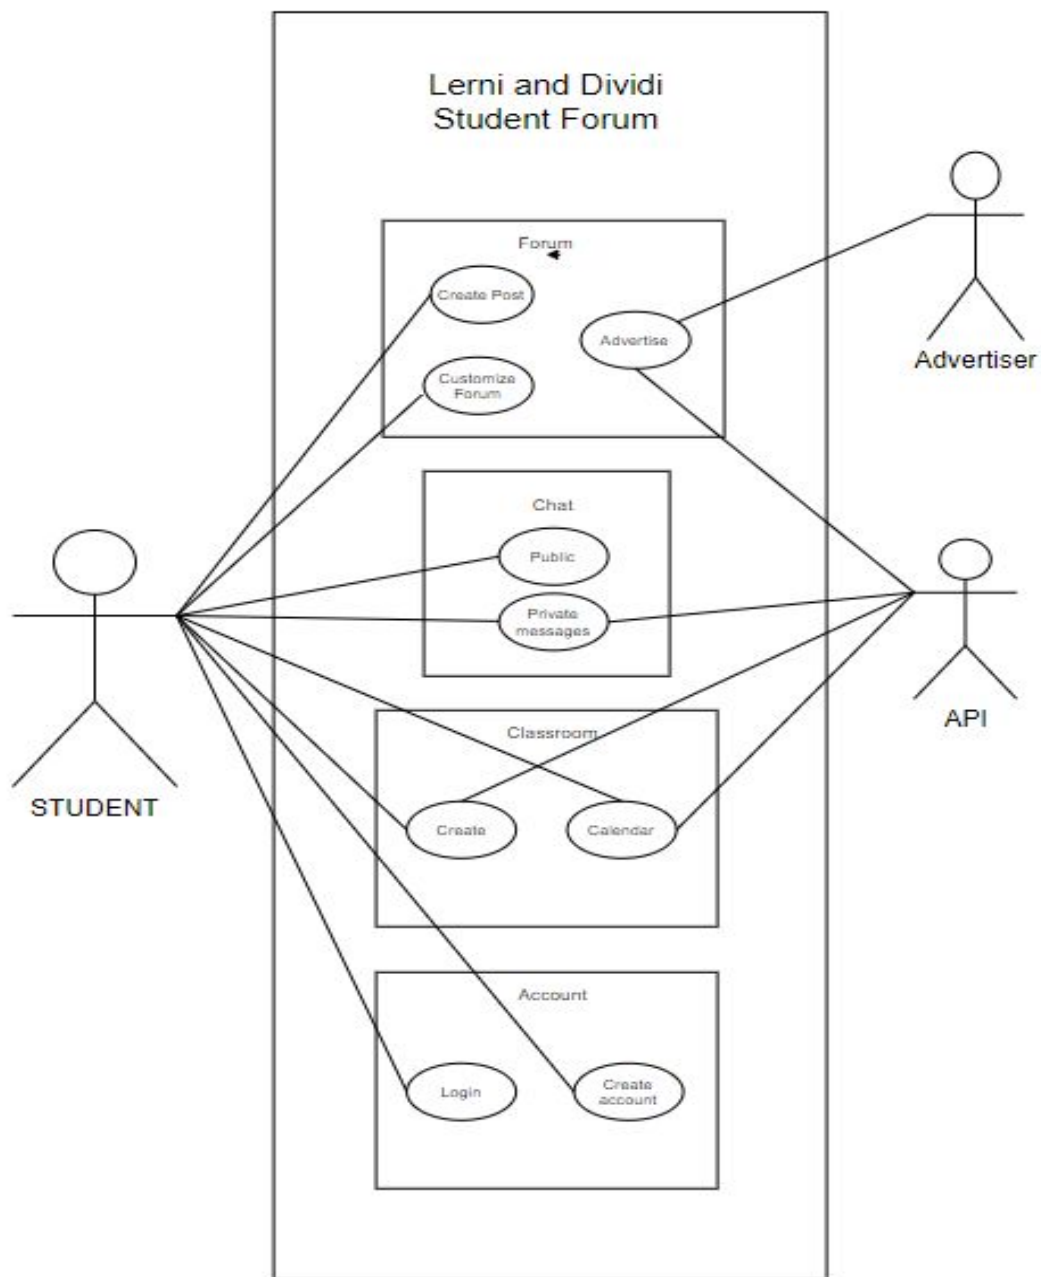 Lerni and Dividi
Student Forum
Forum
Create Post
Advertise
Customize
Forum
Advertiser
Chat
Public
Private
messages
STUDENT
API
Classroom
Create
Calendar
Account
Login
Create
account